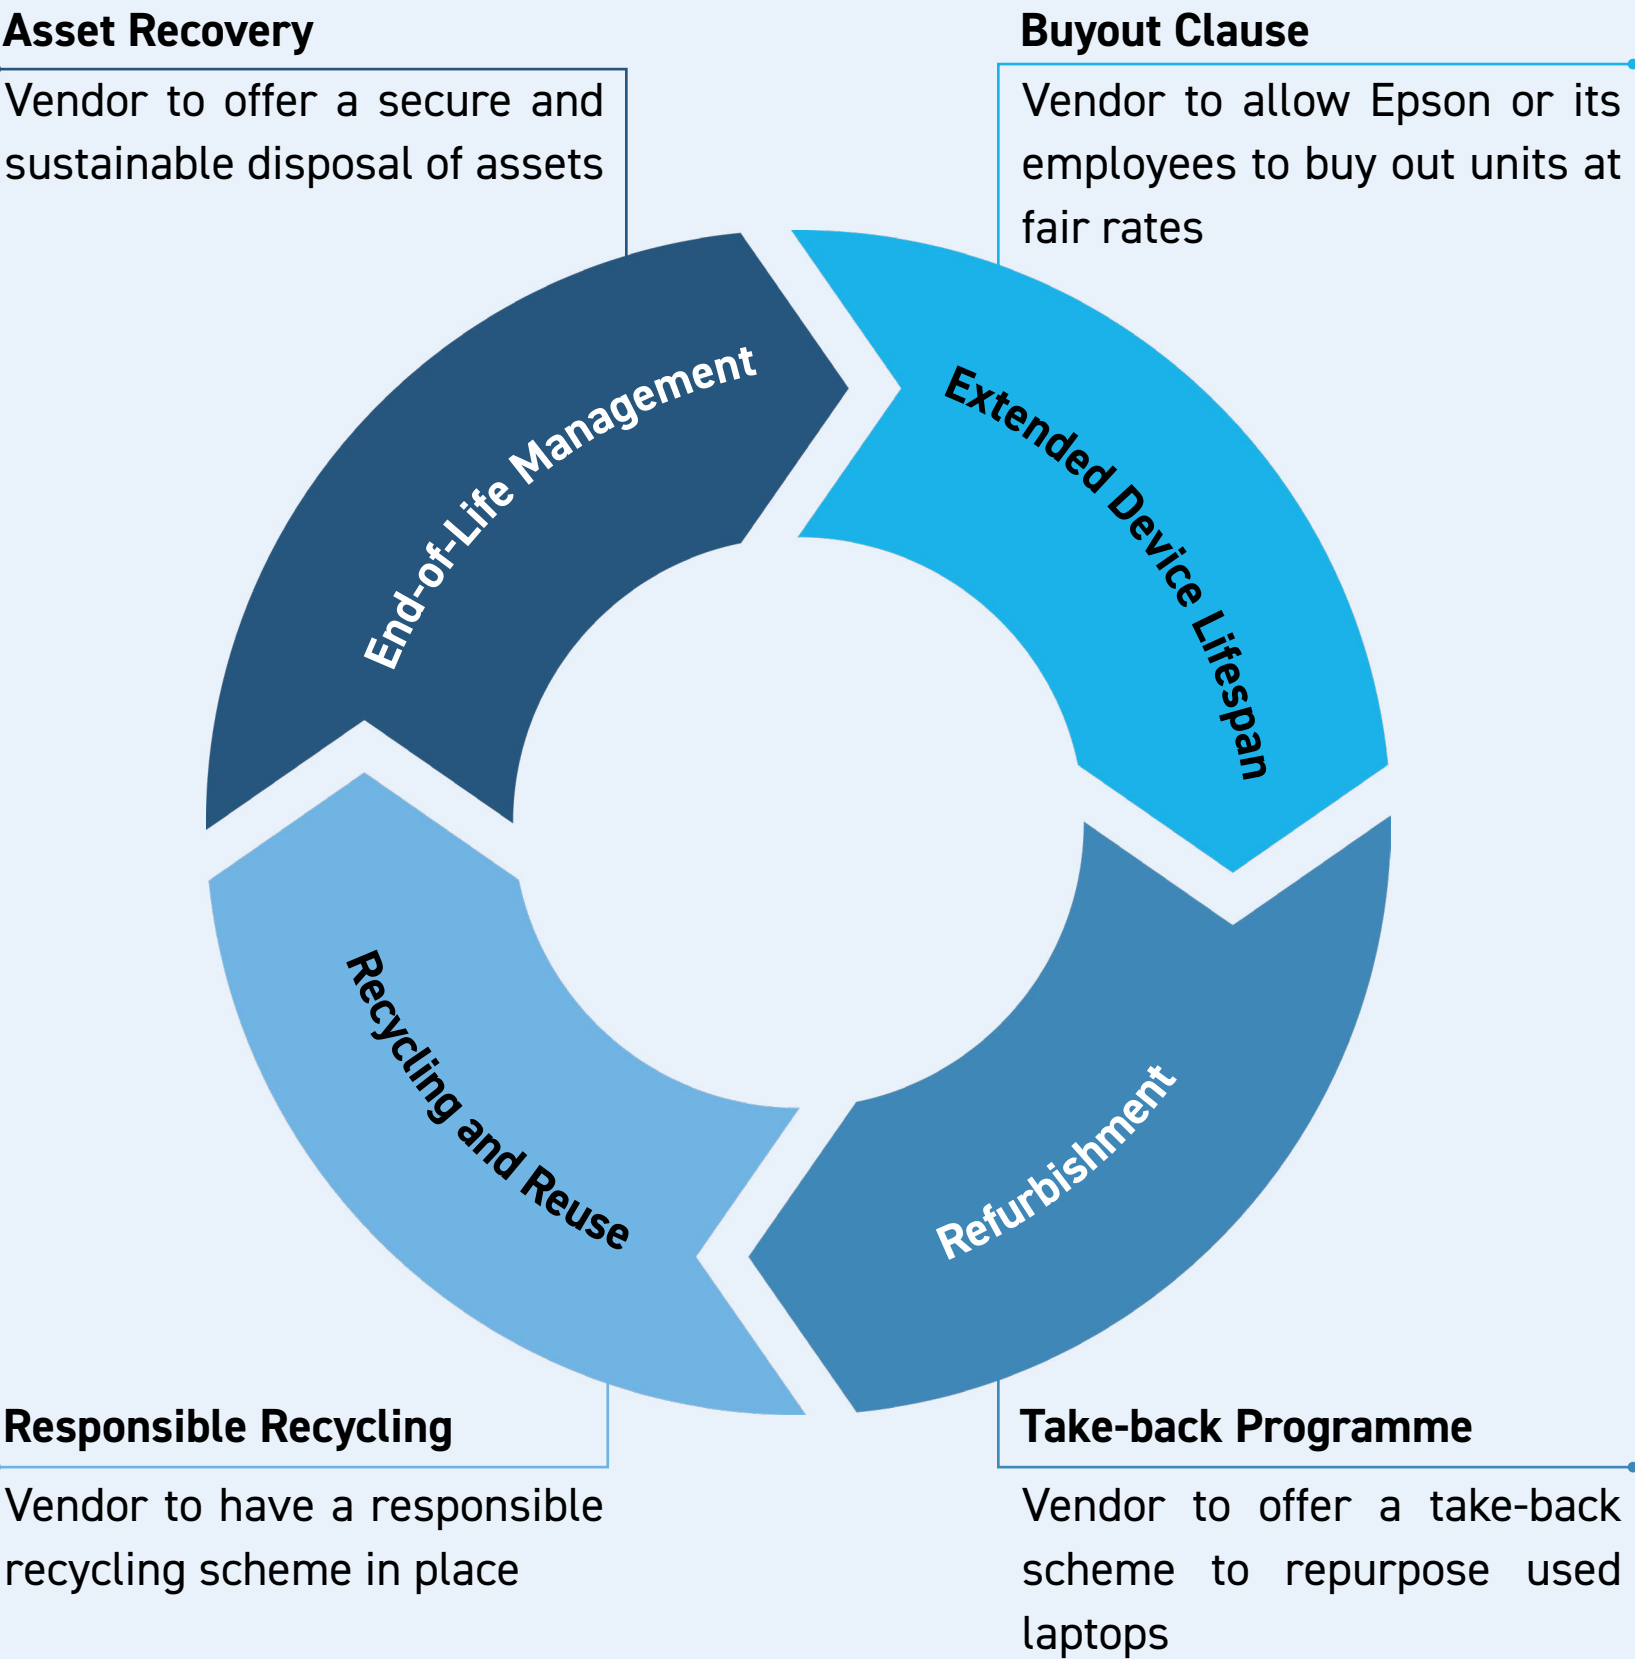 Asset Recovery
Vendor to offer a secure and
sustainable disposal of assets
Buyout Clause
Vendor to allow Epson or its
employees to buy out units at
fair rates
End-of-Life Management
Extended Device Lifespan
Recycling and Reuse
Refurbishment
Responsible Recycling
Vendor to have a responsible
recycling scheme in place
Take-back Programme
Vendor to offer a take-back
scheme to repurpose used
laptops